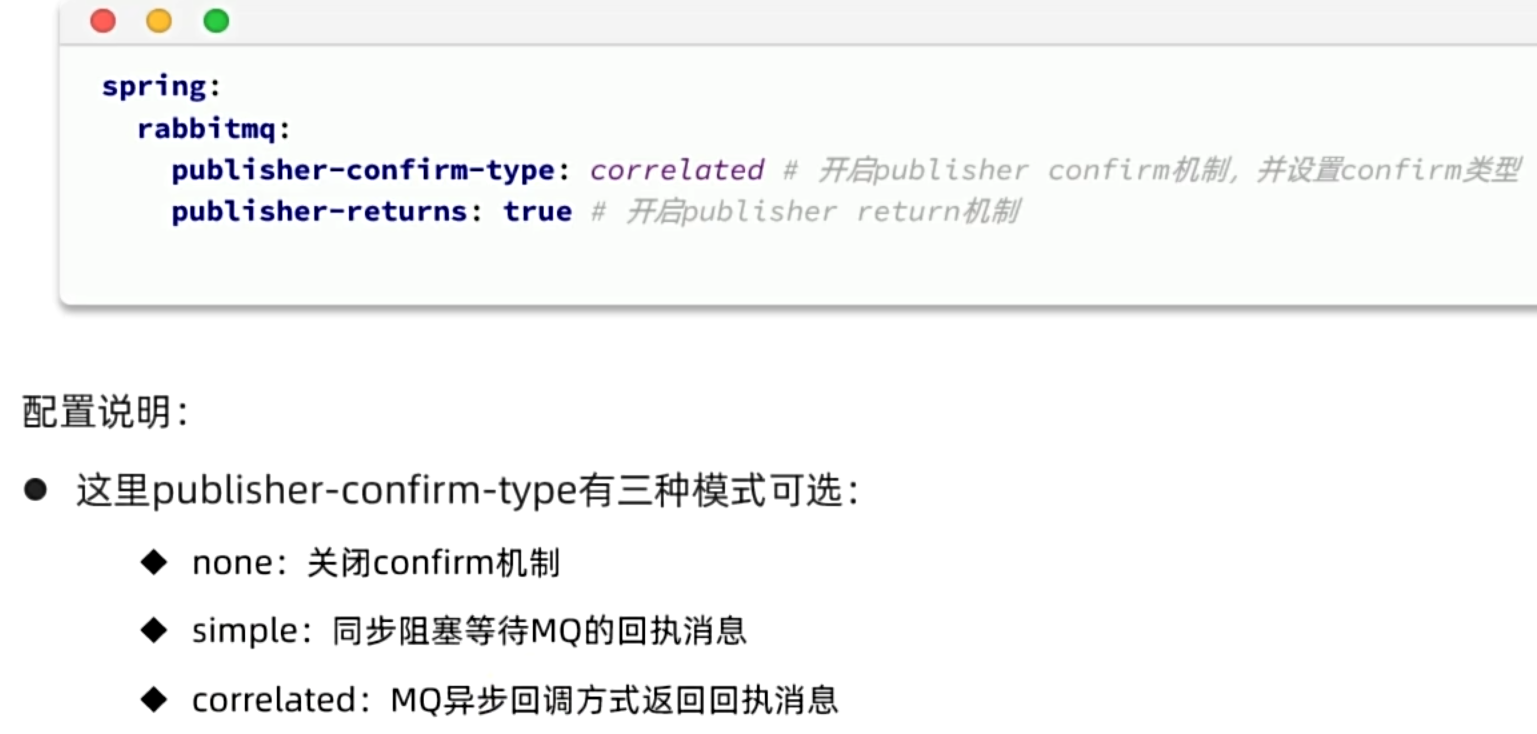 spring:
rabbitmq:
publisher-confirm-type: correlated # 开启publisher confirm机制，并设置confirm类型
publisher-returns: true # 开启publisher return机制
配置说明：
● 这里publisher-confirm-type有三种模式可选：
◆ none：关闭confirm机制
◆ simple：同步阻塞等待MQ的回执消息
◆ correlated：MQ异步回调方式返回回执消息